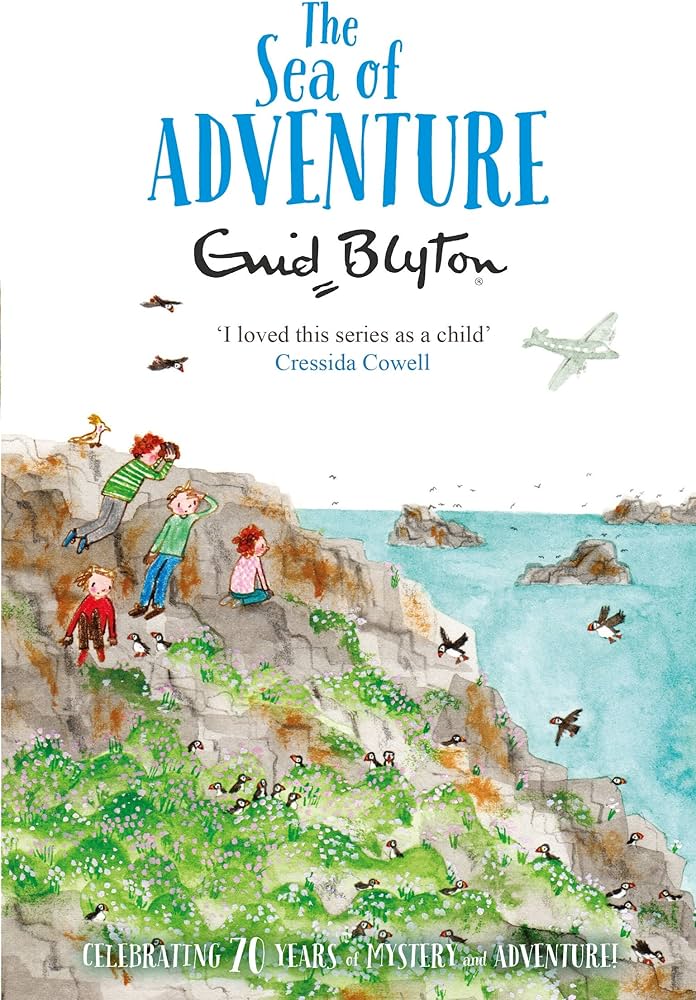 The
Sea of
ADVENTURE
Enid Blyton®
‘I loved this series as a child’
Cressida Cowell
CELEBRATING 70 YEARS of MYSTERY and ADVENTURE!